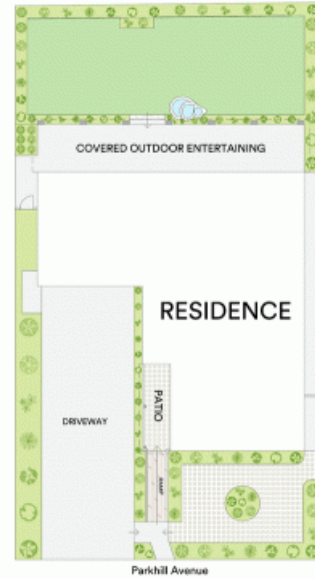 COVERED OUTDOOR ENTERTAINING
RESIDENCE
PATIO
DRIVEWAY
RAMP
Parkhill Avenue